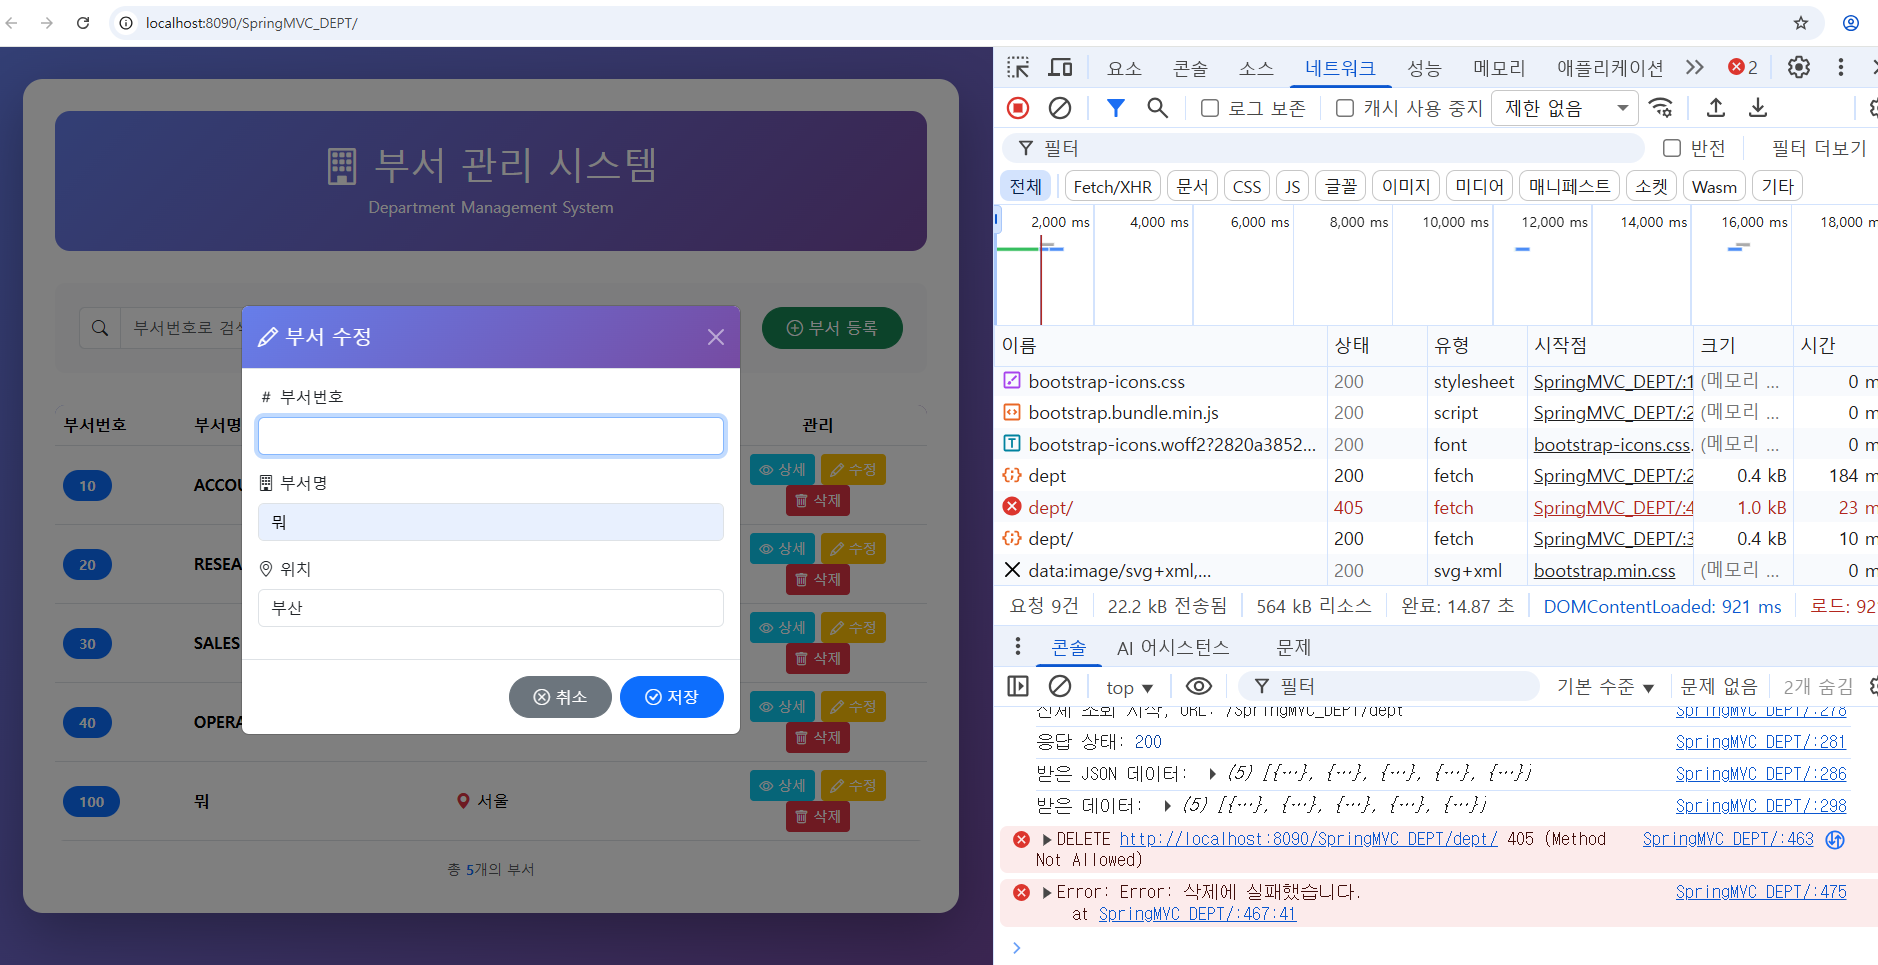 localhost:8090/SpringMVC_DEPT/
부서 관리 시스템
Department Management System
부서번호로 검색
부서 등록
부서번호 부서명 관리
10 ACCOU 상세 수정
삭제
20 RESEA 상세 수정
삭제
30 SALES 상세 수정
삭제
40 OPERA 상세 수정
삭제
100 뭐 서울 상세 수정
삭제
총 5개의 부서
부서 수정
# 부서번호
부서명
뭐
위치
부산
취소 저장
요소 콘솔 소스 네트워크 성능 메모리 애플리케이션 2
로그 보존 캐시 사용 중지 제한 없음
필터 반전 필터 더보기
전체 Fetch/XHR 문서 CSS JS 글꼴 이미지 미디어 매니페스트 소켓 Wasm 기타
2,000 ms 4,000 ms 6,000 ms 8,000 ms 10,000 ms 12,000 ms 14,000 ms 16,000 ms 18,000 m
이름 상태 유형 시작점 크기 시간
bootstrap-icons.css 200 stylesheet SpringMVC_DEPT/:1 (메모리 ... 0 m
bootstrap.bundle.min.js 200 script SpringMVC_DEPT/:2 (메모리 ... 0 m
bootstrap-icons.woff2?2820a3852... 200 font bootstrap-icons.css. (메모리 ... 0 m
dept 200 fetch SpringMVC_DEPT/:2 0.4 kB 184 m
dept/ 405 fetch SpringMVC_DEPT/:4 1.0 kB 23 m
dept/ 200 fetch SpringMVC_DEPT/:3 0.4 kB 10 m
data:image/svg+xml,... 200 svg+xml bootstrap.min.css (메모리 ... 0 m
요청 9건 22.2 kB 전송됨 564 kB 리소스 완료: 14.87 초 DOMContentLoaded: 921 ms 로드: 92
콘솔 AI 어시스턴스 문제
top ▼ 필터 기본 수준 ▼ 문제 없음 2개 숨김
전체 조회 시작, URL: /SpringMVC_DEPT/dept SpringMVC DEPT/:278
응답 상태: 200 SpringMVC DEPT/:281
받은 JSON 데이터: ▶ (5) [{…}, {…}, {…}, {…}, {…}] SpringMVC DEPT/:286
받은 데이터: ▶ (5) [{…}, {…}, {…}, {…}, {…}] SpringMVC DEPT/:298
▶DELETE http://localhost:8090/SpringMVC DEPT/dept/ 405 (Method SpringMVC DEPT/:463
Not Allowed)
▶Error: Error: 삭제에 실패했습니다. SpringMVC DEPT/:475
at SpringMVC DEPT/:467:41